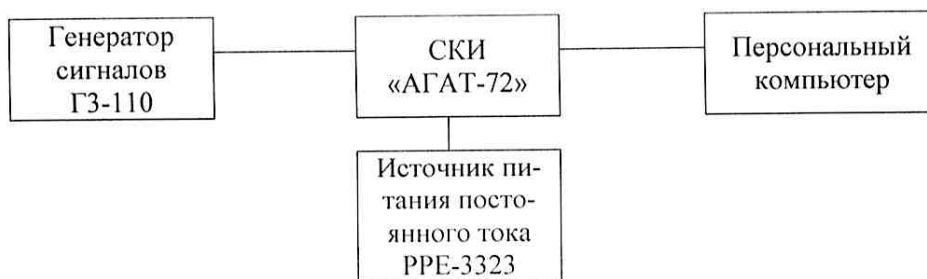 Генератор
сигналов
Г3-110
СКИ
«АГАТ-72»
Персональный
компьютер
Источник пи-
тания посто-
янного тока
PPE-3323